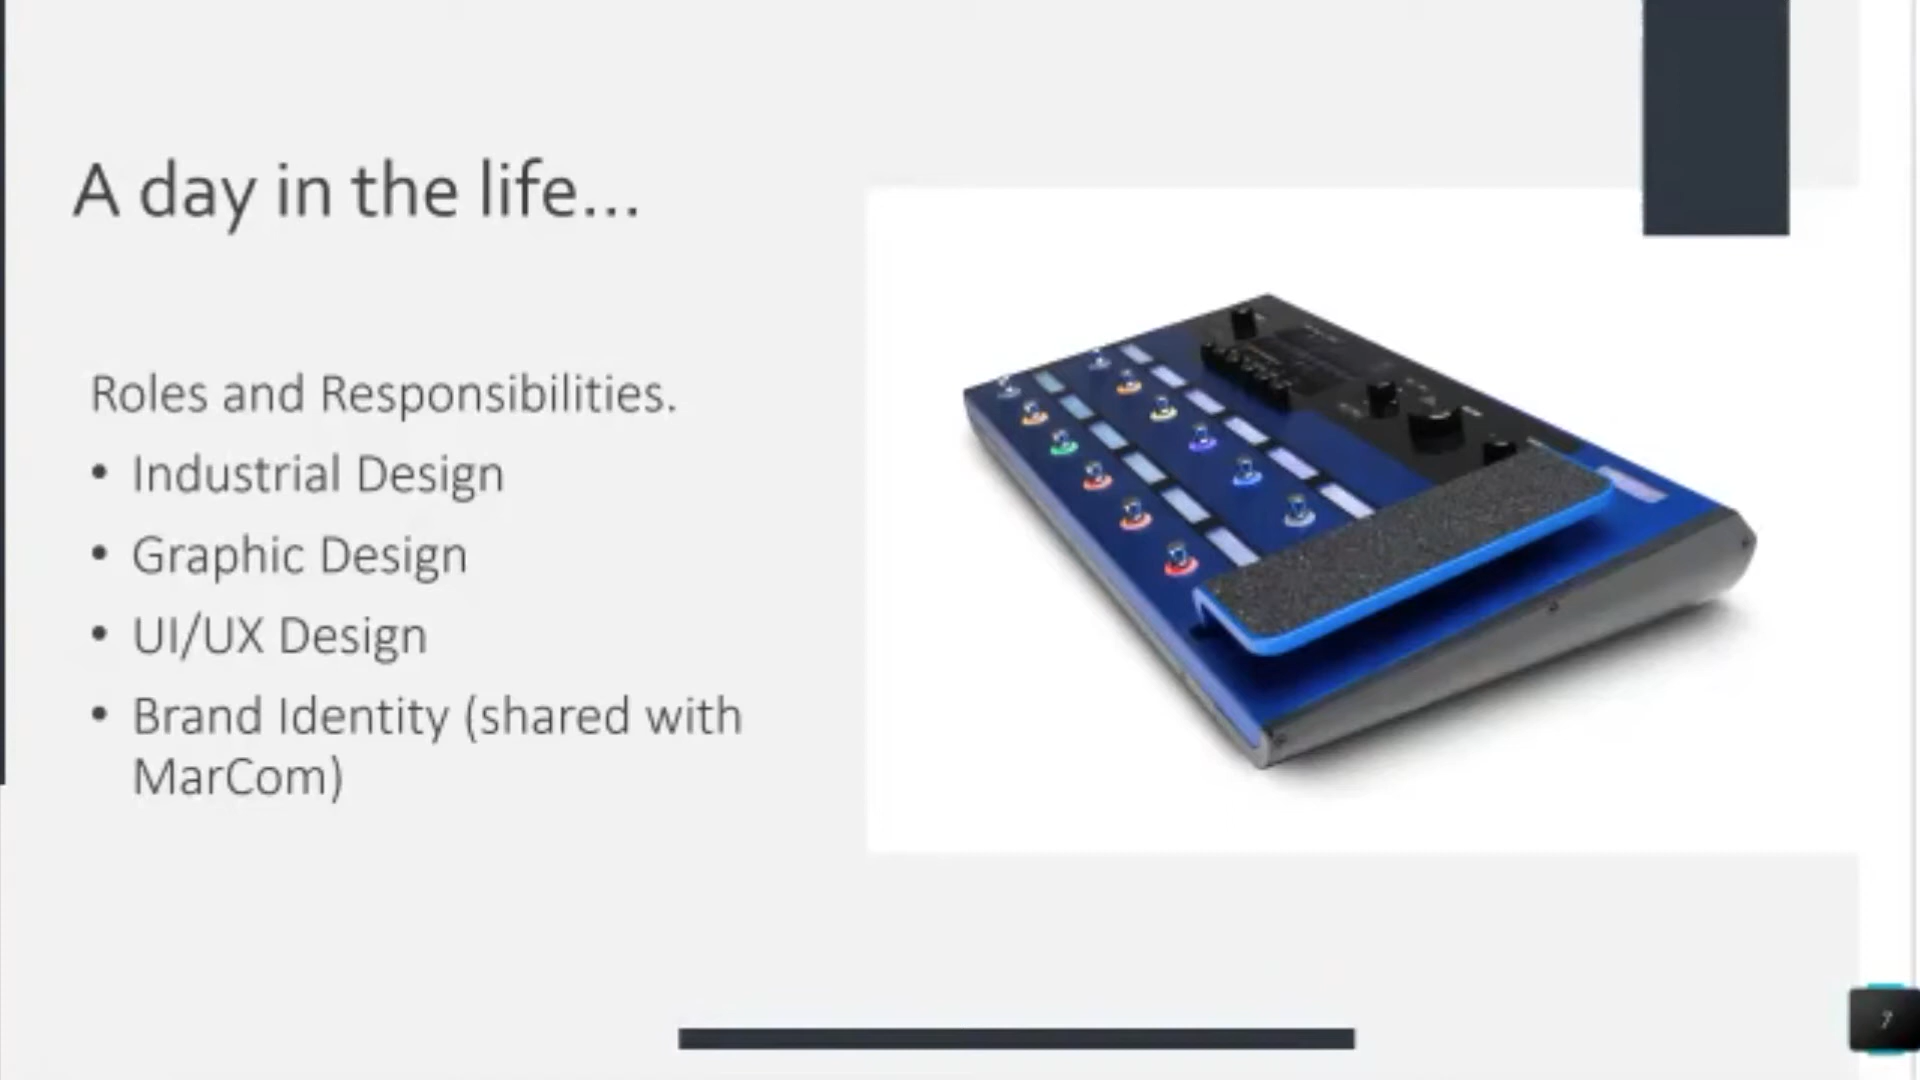 A day in the life...
Roles and Responsibilities.
• Industrial Design
• Graphic Design
• UI/UX Design
• Brand Identity (shared with
MarCom)